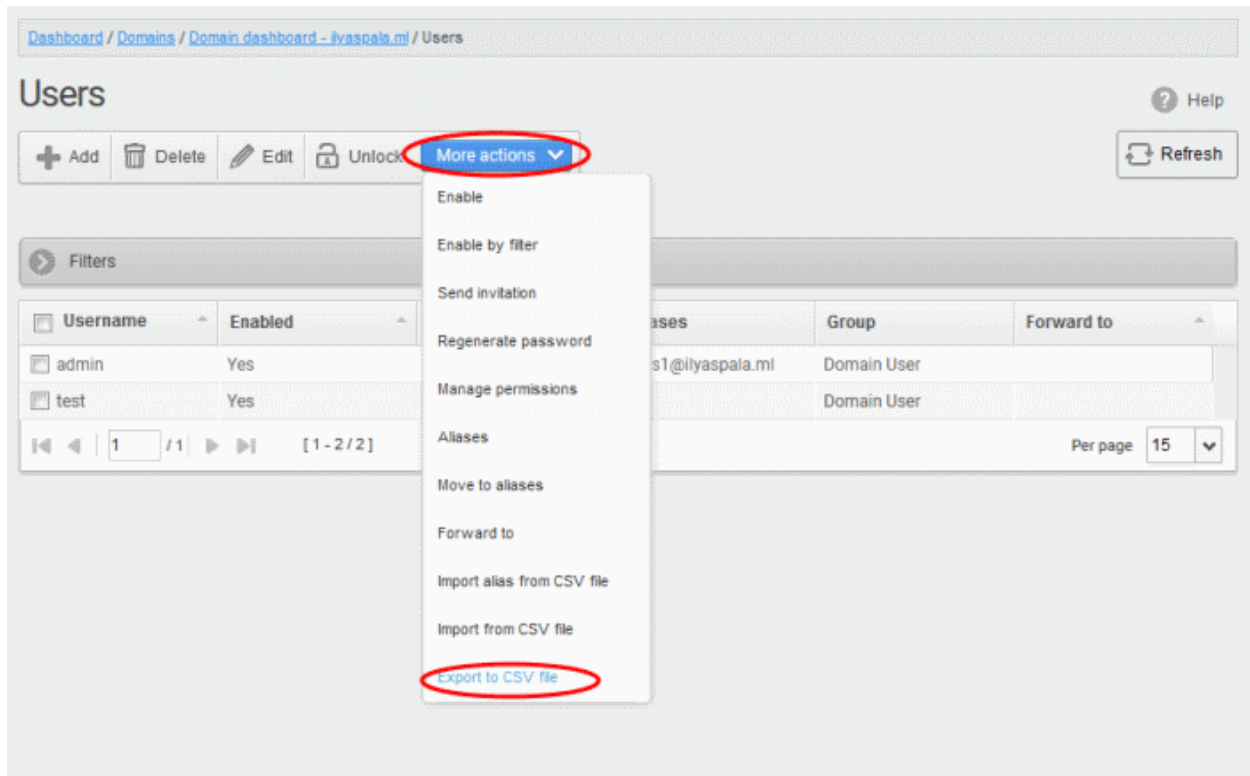 Dashboard / Domains / Domain dashboard - ilyaspala.ml / Users
Users
Help
Add Delete Edit Unlock More actions Refresh
Enable
Enable by filter
Filters
Send invitation
Username Enabled Group Forward to
Regenerate password
admin Yes s1@ilyaspala.ml Domain User
Manage permissions
test Yes Domain User
Aliases
1 / 1 [ 1 - 2 / 2 ] Per page 15
Move to aliases
Forward to
Import alias from CSV file
Import from CSV file
Export to CSV file